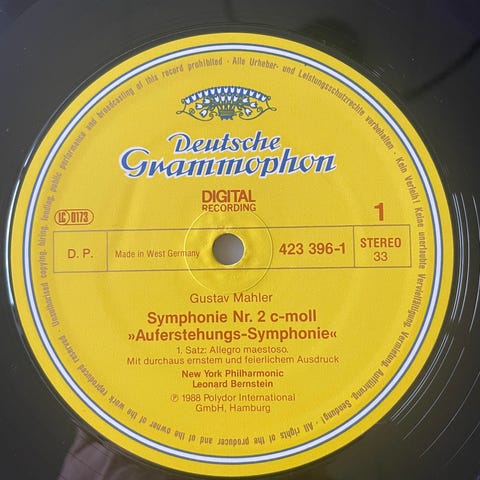 Deutsche
Grammophon
DIGITAL
RECORDING
LC 0173
1
D. P.
Made in West Germany
423 396-1
STEREO
33
Gustav Mahler
Symphonie Nr. 2 c-moll
»Auferstehungs-Symphonie«
1. Satz: Allegro maestoso.
Mit durchaus ernstem und feierlichem Ausdruck
New York Philharmonic
Leonard Bernstein
℗ 1988 Polydor International
GmbH, Hamburg
Alle Urheber- und Leistungsschutzrechte vorbehalten · Kein Verleih! Keine unerlaubte Vervielfältigung, Vermietung, Aufführung, Sendung! · All rights of the producer and of the owner of the work reproduced reserved · Unauthorised copying, hiring, lending, public performance and broadcasting of this record prohibited ·